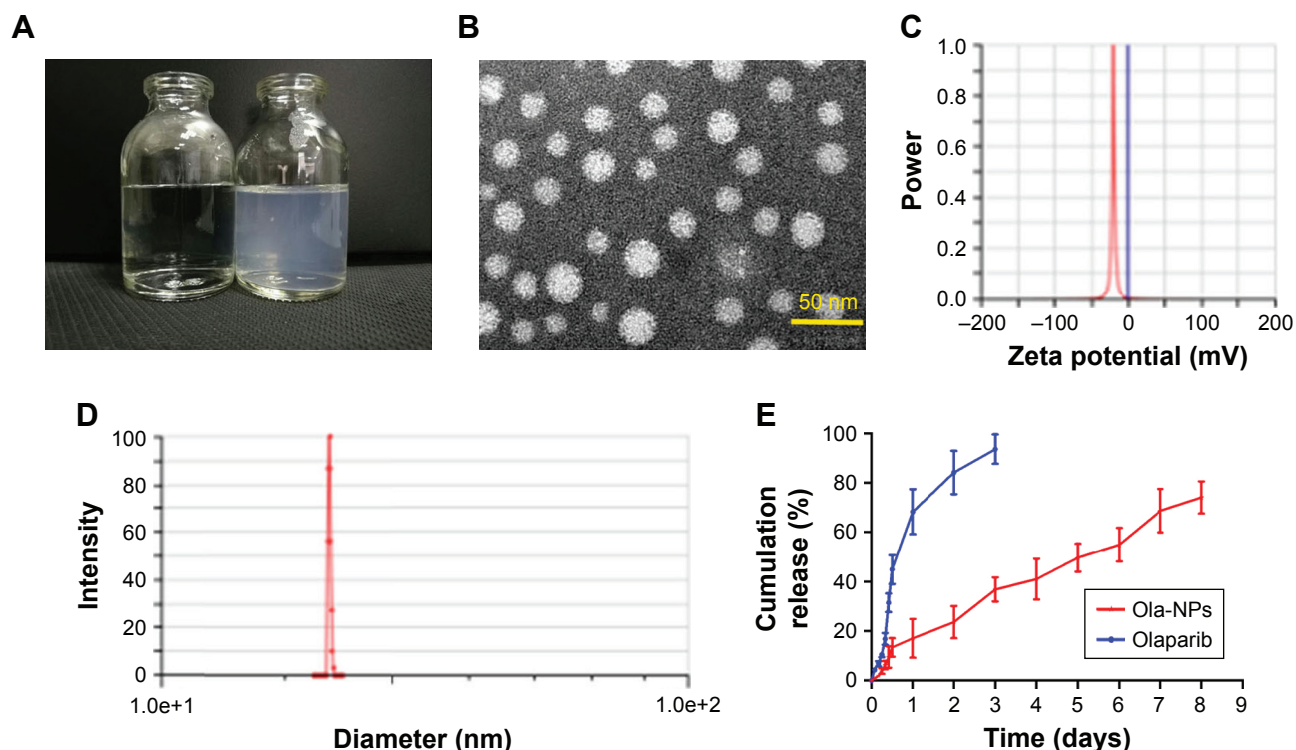 A
B
50 nm
C
1.0
0.8
0.6
0.4
0.2
0.0
Power
–200
–100
0
100
200
Zeta potential (mV)
D
100
80
60
40
20
0
Intensity
1.0e+1
1.0e+2
Diameter (nm)
E
100
80
60
40
20
0
Cumulation
release (%)
Ola-NPs
Olaparib
0 1 2 3 4 5 6 7 8 9
Time (days)